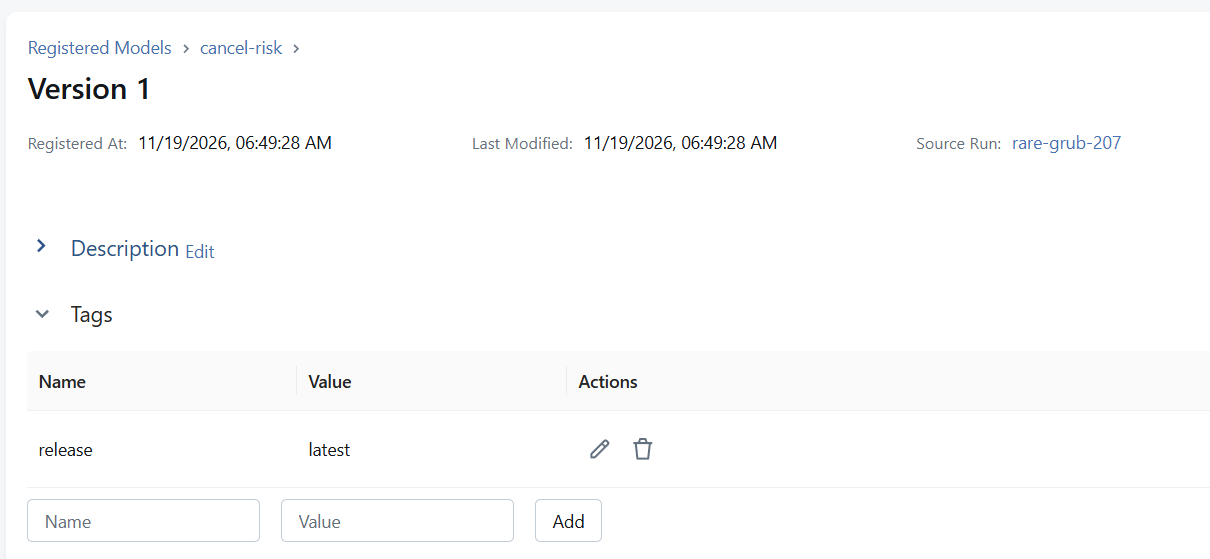 Registered Models > cancel-risk >
Version 1
Registered At: 11/19/2026, 06:49:28 AM Last Modified: 11/19/2026, 06:49:28 AM Source Run: rare-grub-207
Description Edit
Tags
Name Value Actions
release latest
Name Value Add